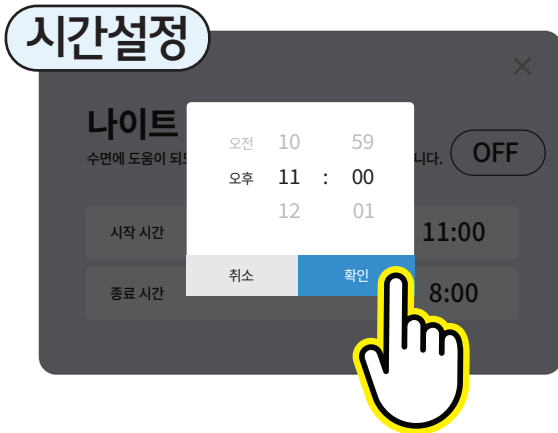 시간설정
나이트
수면에 도움이 되
니다.
OFF
오전 10 59
오후 11 : 00
12 01
시작 시간 11:00
취소 확인
종료 시간 8:00